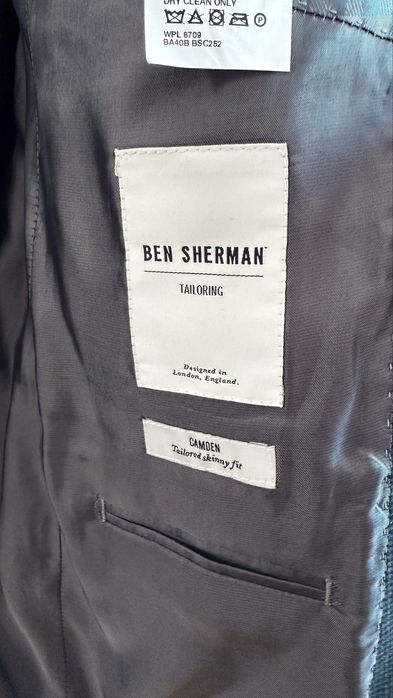 DRY CLEAN ONLY
WPL 8709
BA40B BSC252
BEN SHERMAN
TAILORING
Designed in
London, England.
CAMDEN
Tailored skinny fit